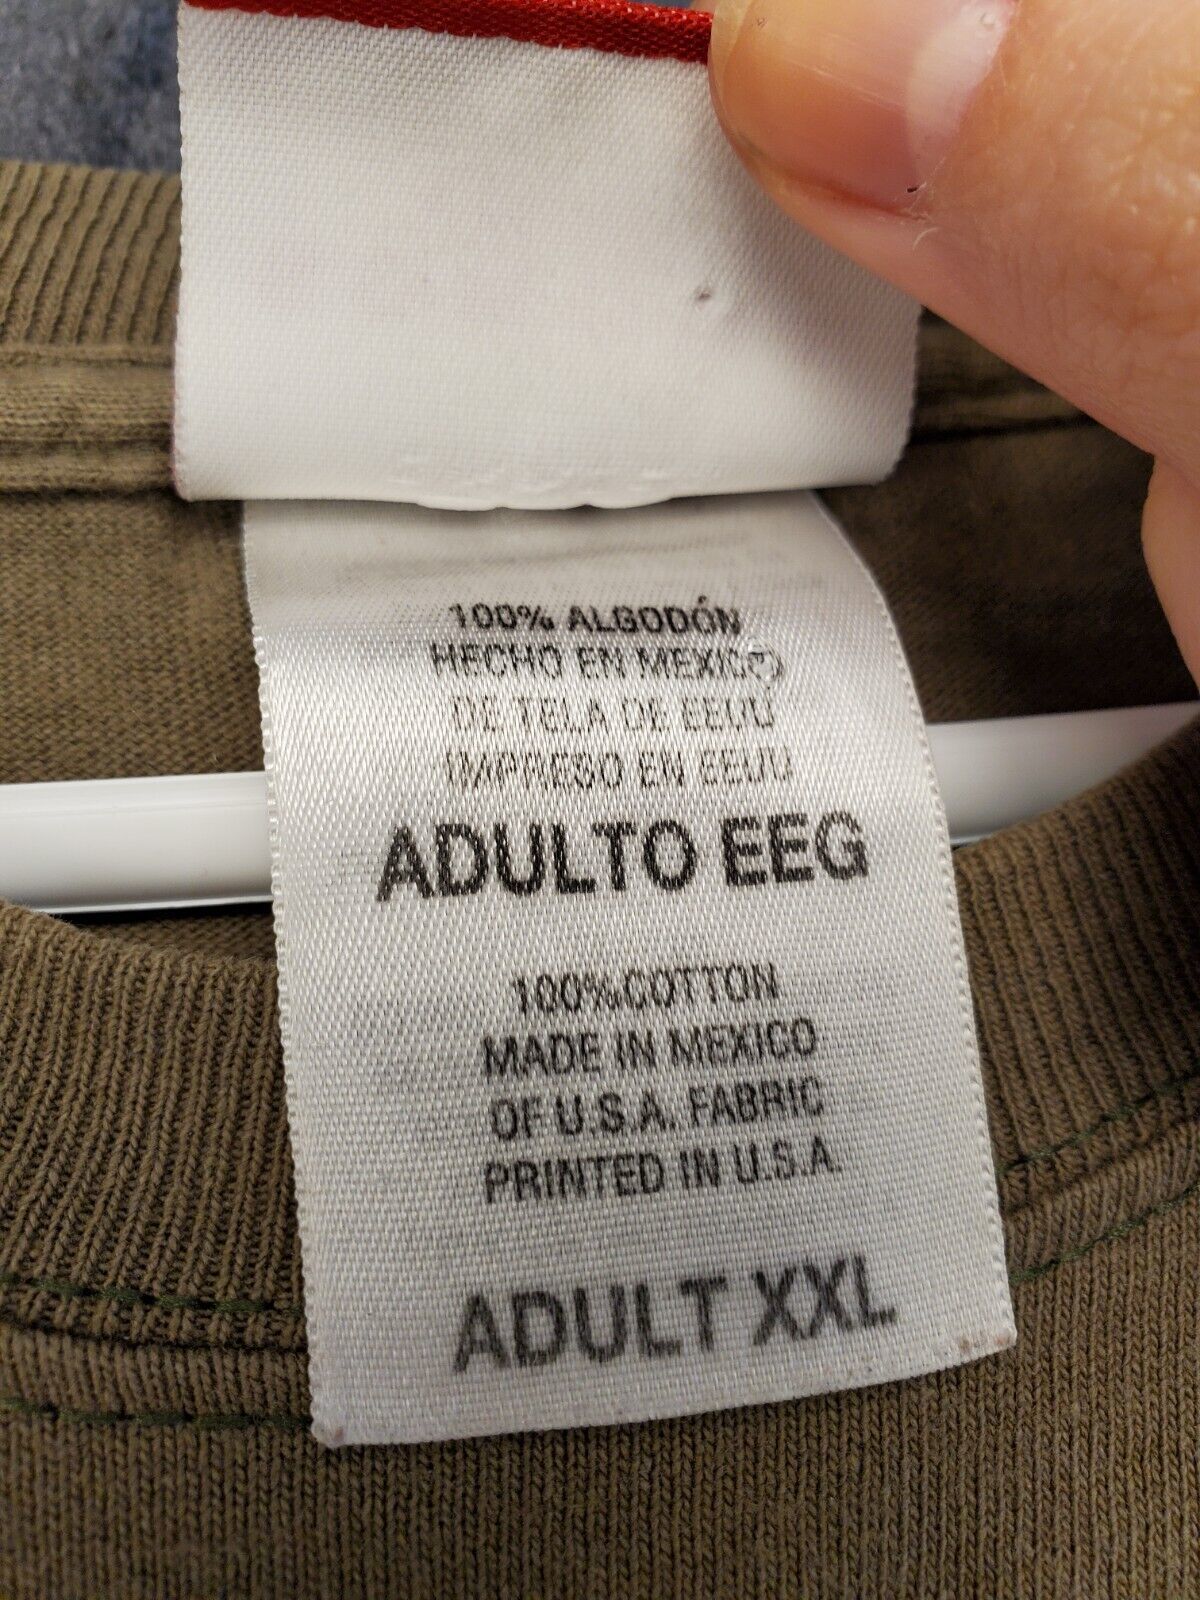 100% ALGODÓN
HECHO EN MEXICO
DE TELA DE EEUU
IMPRESO EN EEUU
ADULTO EEG
100%COTTON
MADE IN MEXICO
OF U.S.A. FABRIC
PRINTED IN U.S.A
ADULT XXL